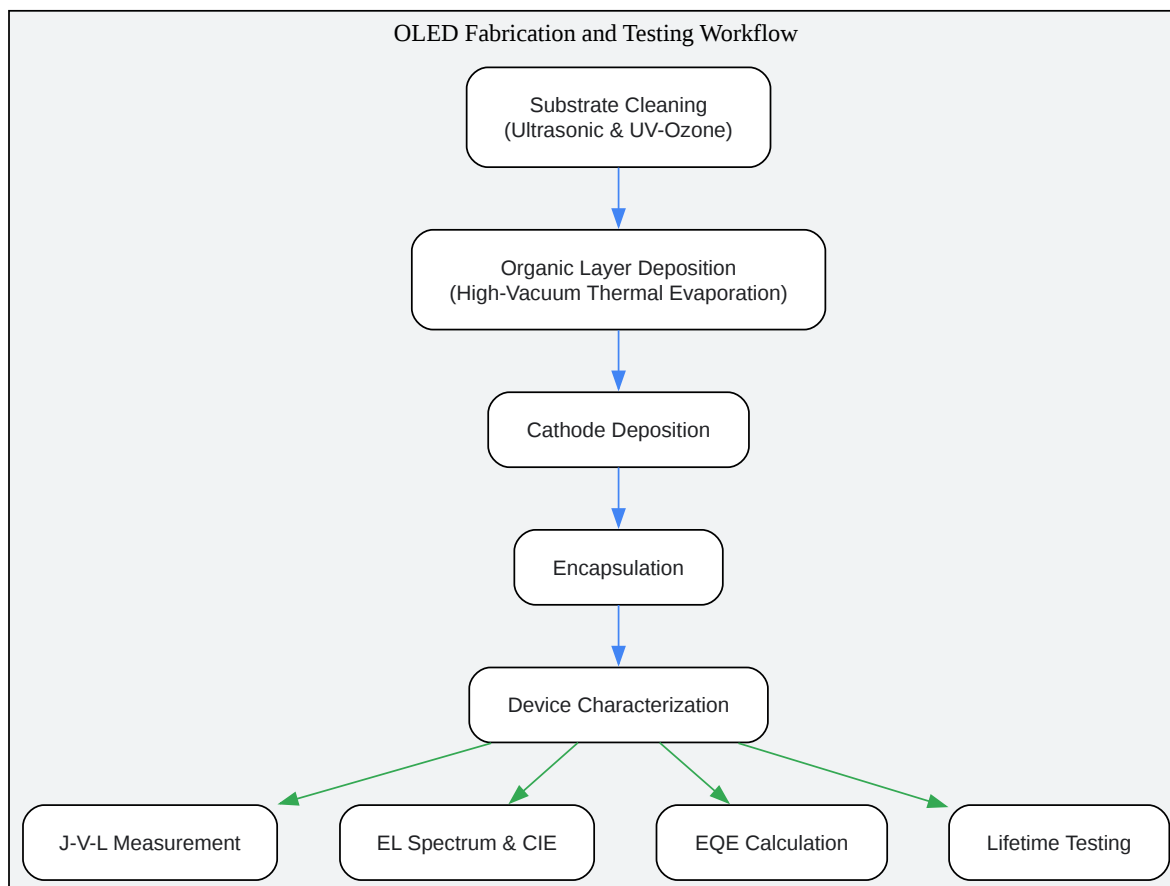 OLED Fabrication and Testing Workflow
Substrate Cleaning
(Ultrasonic & UV-Ozone)
Organic Layer Deposition
(High-Vacuum Thermal Evaporation)
Cathode Deposition
Encapsulation
Device Characterization
J-V-L Measurement
EL Spectrum & CIE
EQE Calculation
Lifetime Testing